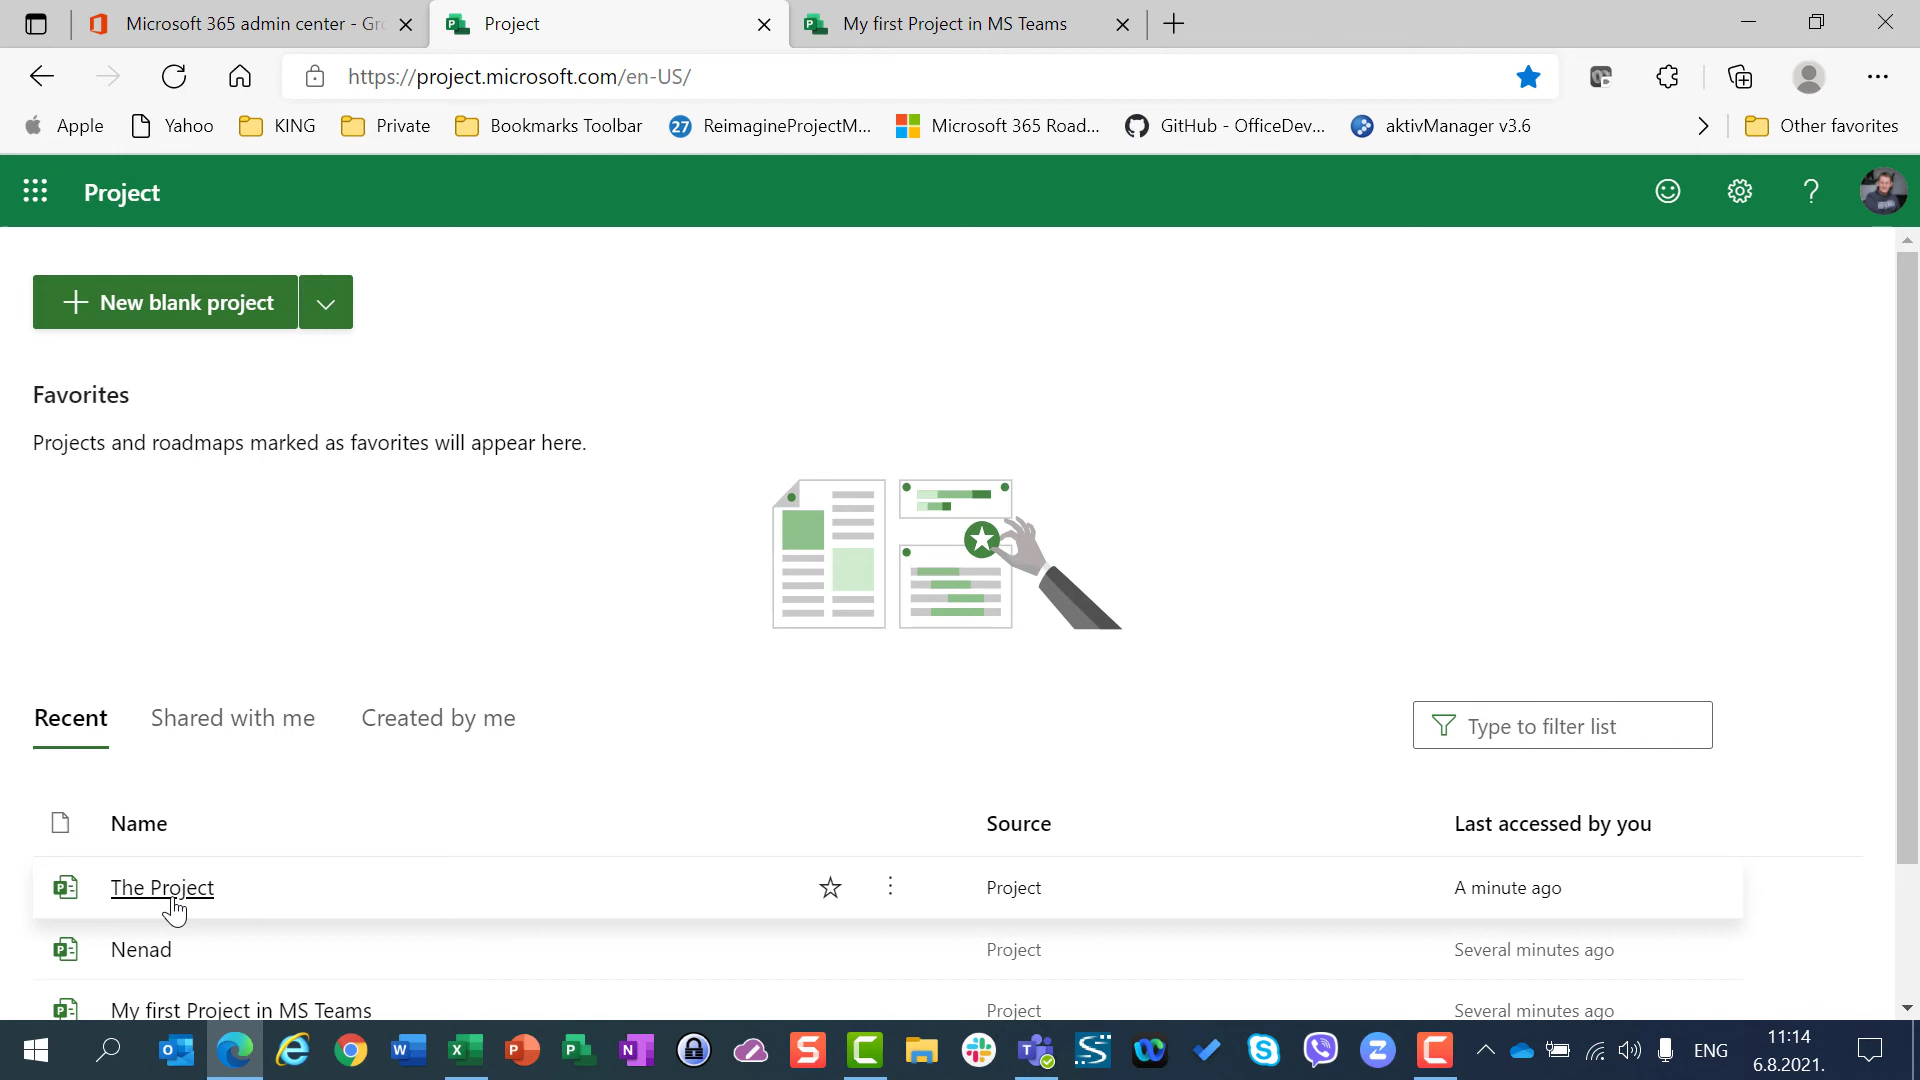 Microsoft 365 admin center - Gr
Project
My first Project in MS Teams
https://project.microsoft.com/en-US/
Apple
Yahoo
KING
Private
Bookmarks Toolbar
27
ReimagineProjectM...
Microsoft 365 Road...
GitHub - OfficeDev...
aktivManager v3.6
Other favorites
Project
New blank project
Favorites
Projects and roadmaps marked as favorites will appear here.
Recent
Shared with me
Created by me
Type to filter list
Name
Source
Last accessed by you
The Project
Project
A minute ago
Nenad
Project
Several minutes ago
My first Project in MS Teams
Project
Several minutes ago
ENG
11:14
6.8.2021.